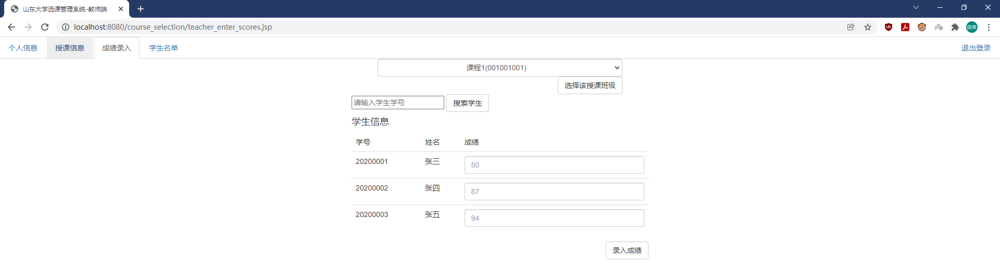 山东大学选课管理系统-教师端
localhost:8080/course_selection/teacher_enter_scores.jsp
国泰
个人信息 授课信息 成绩录入 学生名单 退出登录
课程1(001001001)
选择该授课班级
请输入学生学号 搜索学生
学生信息
学号 姓名 成绩
20200001 张三 80
20200002 张四 87
20200003 张五 94
录入成绩